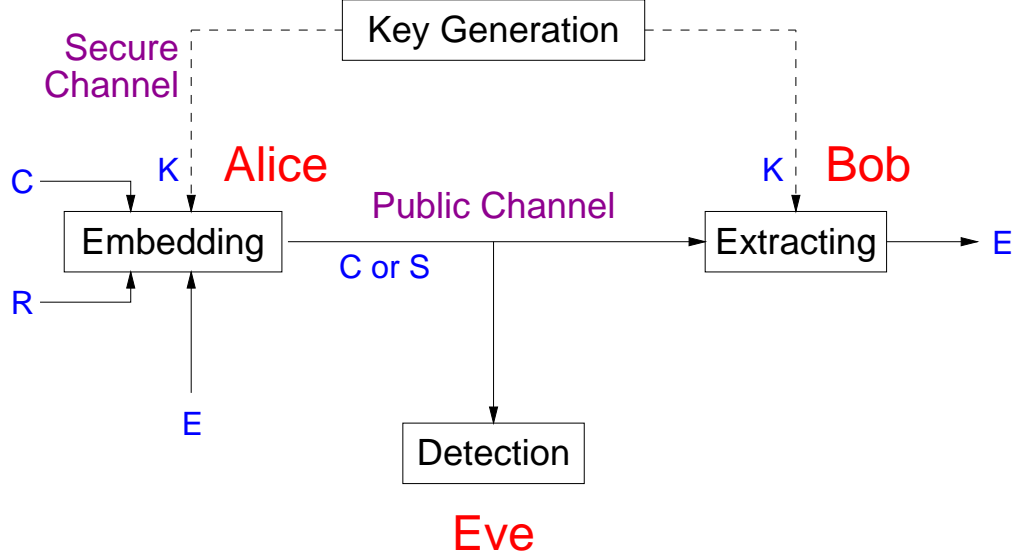 Key Generation
Secure
Channel
C
K
Alice
K
Bob
Public Channel
Embedding
C or S
Extracting
E
R
E
Detection
Eve